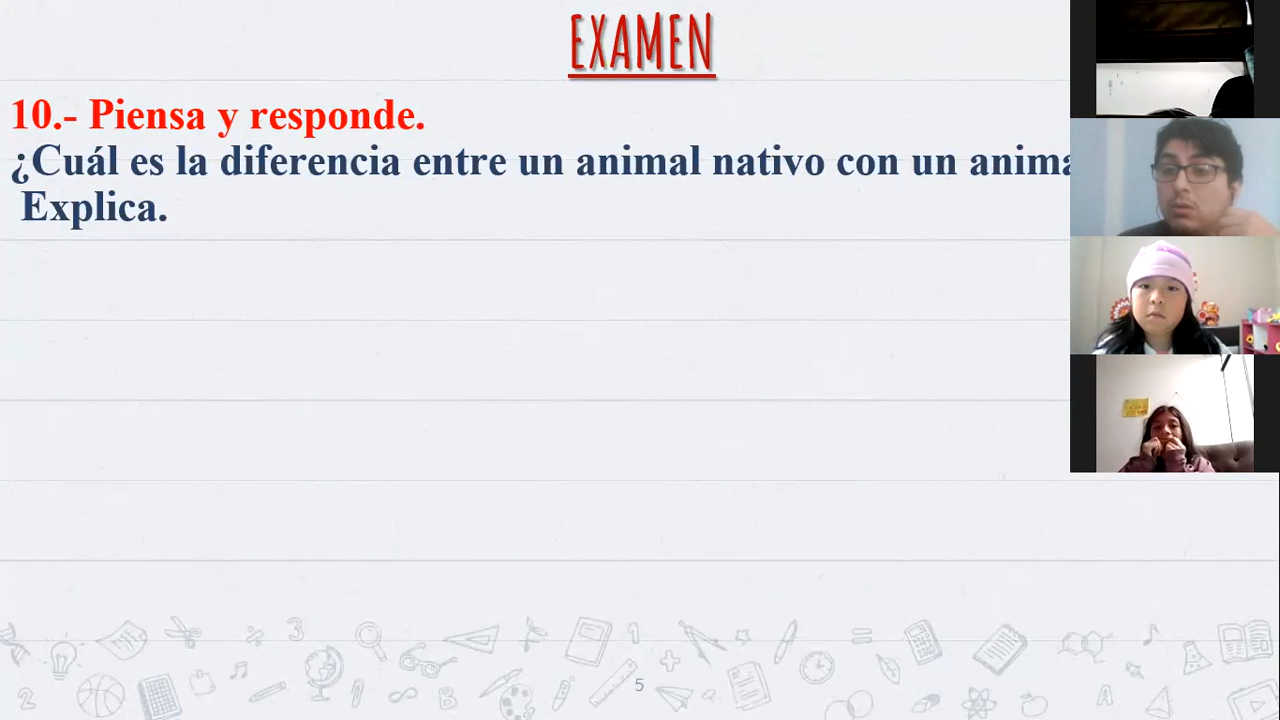 EXAMEN
10.- Piensa y responde.
¿Cuál es la diferencia entre un animal nativo con un anima
Explica.
5